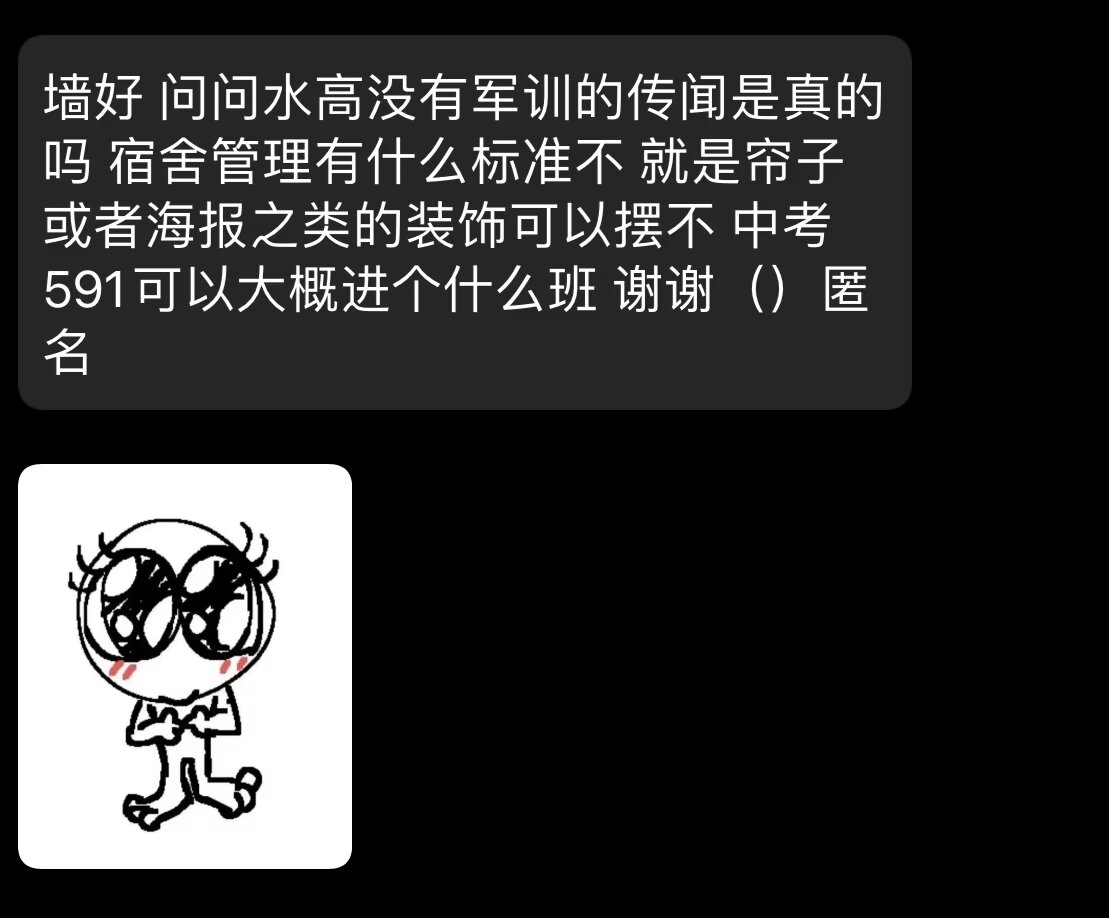 墙好 问问水高没有军训的传闻是真的
吗 宿舍管理有什么标准不 就是帘子
或者海报之类的装饰可以摆不 中考
591可以大概进个什么班 谢谢（） 匿
名